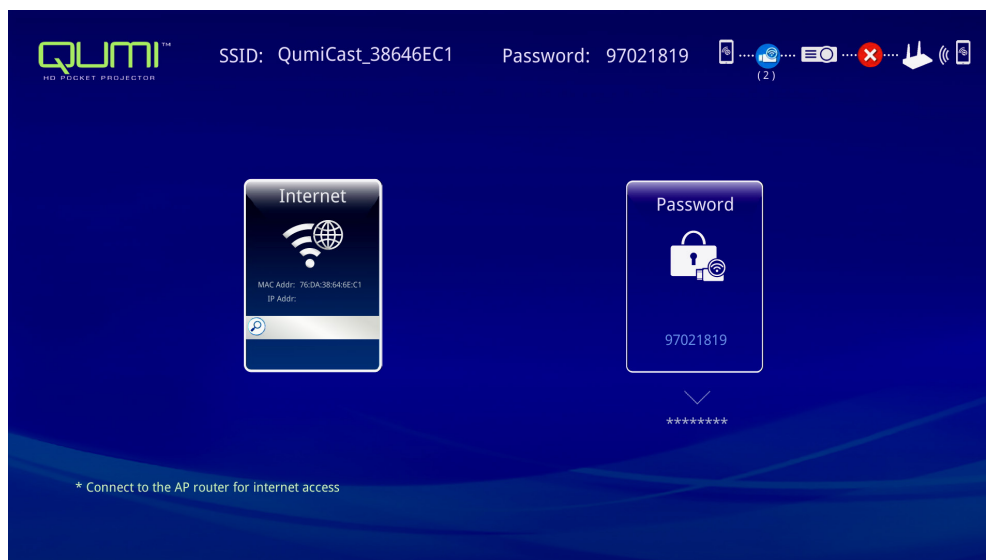 QUMI™
HD POCKET PROJECTOR
SSID: QumiCast_38646EC1 Password: 97021819
(2)
Internet
MAC Addr: 76:DA:38:64:6E:C1
IP Addr:
Password
97021819
********
* Connect to the AP router for internet access